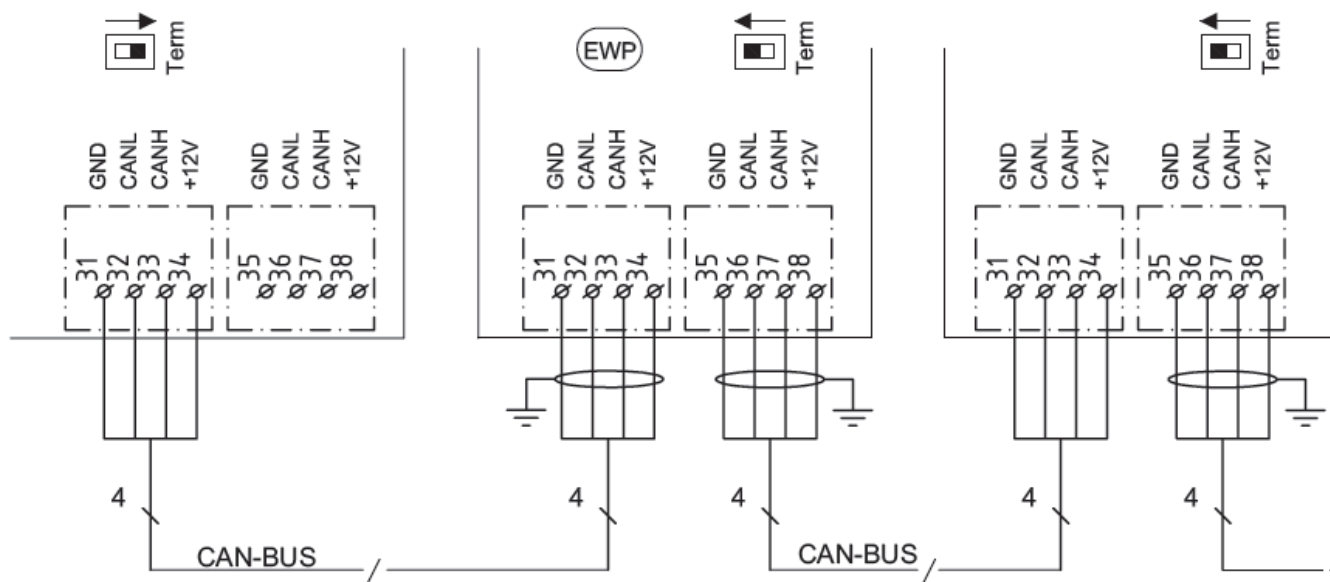 Term
EWP
Term
Term
GND CANL CANH +12V
GND CANL CANH +12V
GND CANL CANH +12V
GND CANL CANH +12V
GND CANL CANH +12V
GND CANL CANH +12V
31 32 33 34
35 36 37 38
31 32 33 34
35 36 37 38
31 32 33 34
35 36 37 38
4
4
4
4
4
CAN-BUS
CAN-BUS